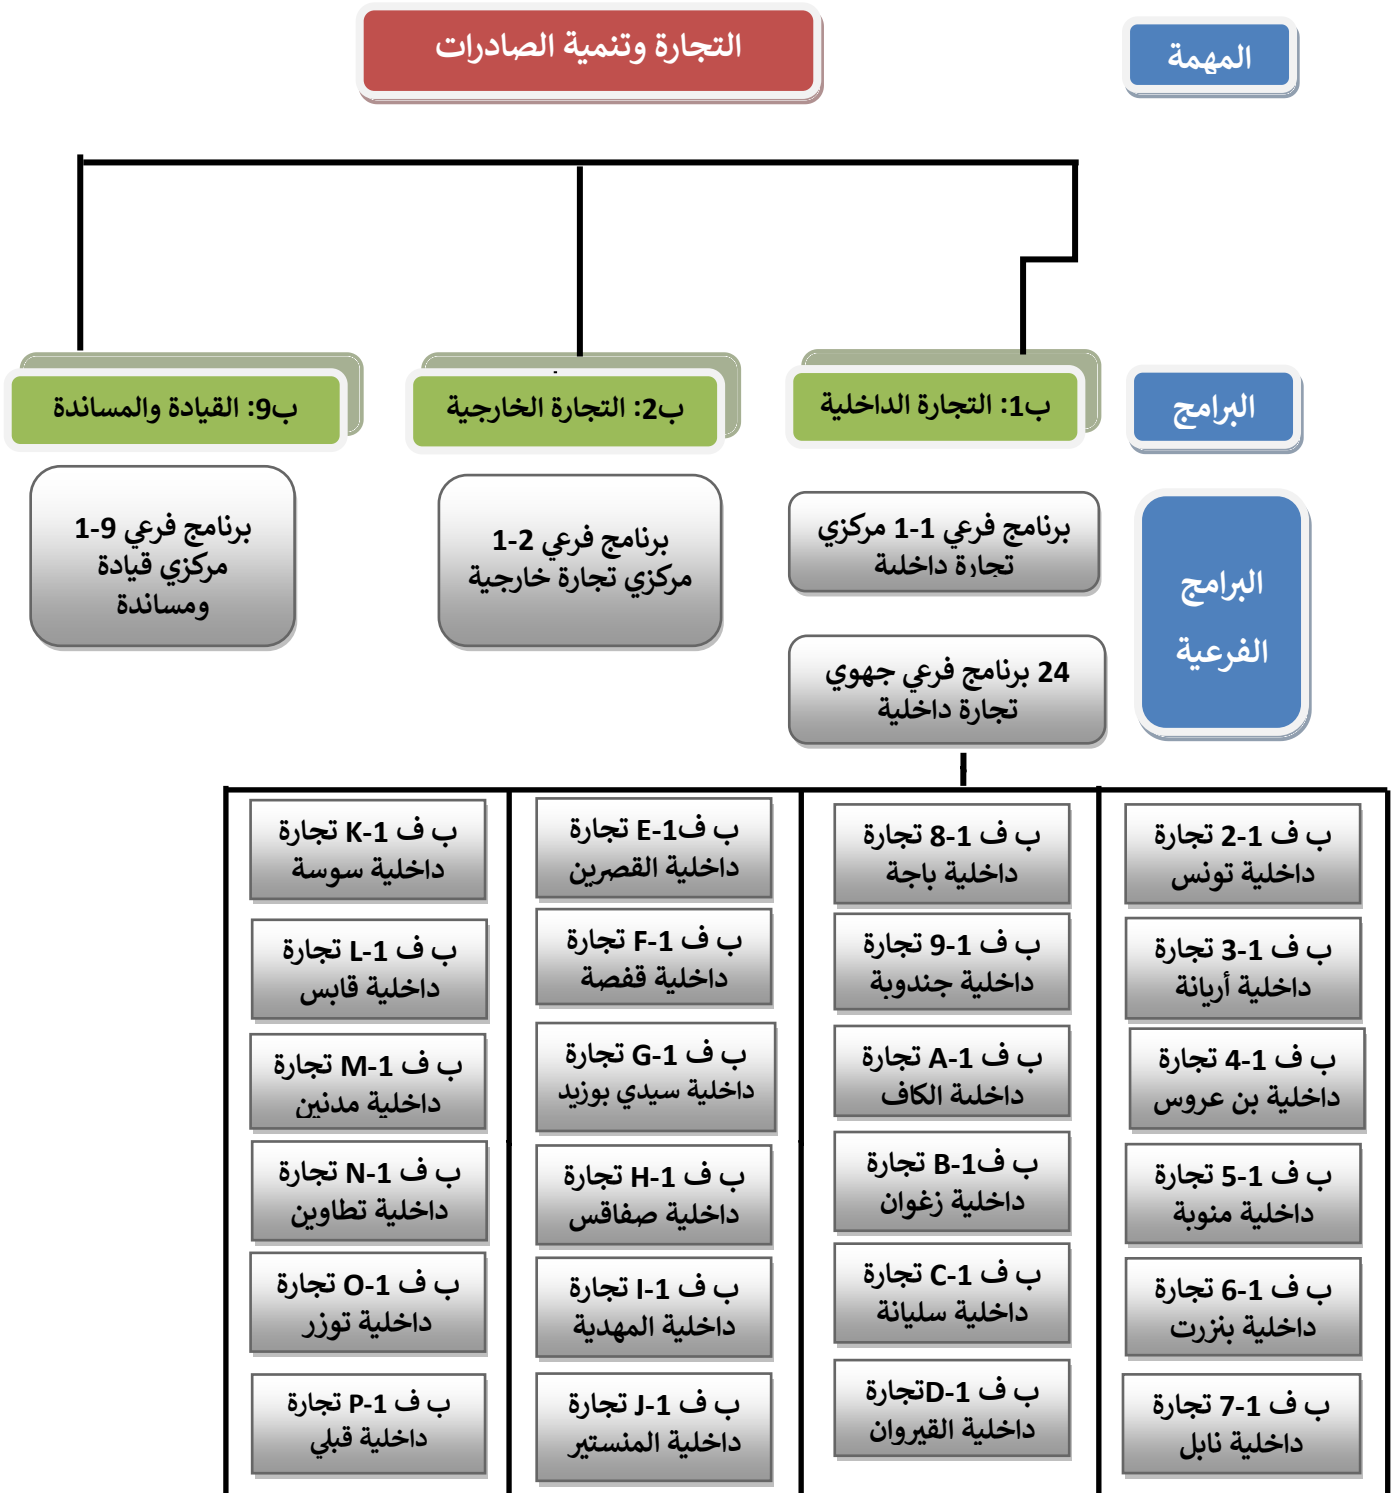 المهمة
التجارة وتنمية الصادرات
البرامج
ب1: التجارة الداخلية
ب2: التجارة الخارجية
ب9: القيادة والمساندة
البرامج
الفرعية
برنامج فرعي 1-1 مركزي
تجارة داخلية
برنامج فرعي 2-1
مركزي تجارة خارجية
برنامج فرعي 9-1
مركزي قيادة
ومساندة
24 برنامج فرعي جهوي
تجارة داخلية
ب ف 1-2 تجارة
داخلية تونس
ب ف 1-3 تجارة
داخلية أريانة
ب ف 1-4 تجارة
داخلية بن عروس
ب ف 1-5 تجارة
داخلية منوبة
ب ف 1-6 تجارة
داخلية بنزرت
ب ف 1-7 تجارة
داخلية نابل
ب ف 1-8 تجارة
داخلية باجة
ب ف 1-9 تجارة
داخلية جندوبة
ب ف 1-A تجارة
داخلية الكاف
ب ف1-B تجارة
داخلية زغوان
ب ف 1-C تجارة
داخلية سليانة
ب ف 1-Dتجارة
داخلية القيروان
ب ف1-E تجارة
داخلية القصرين
ب ف 1-F تجارة
داخلية قفصة
ب ف 1-G تجارة
داخلية سيدي بوزيد
ب ف 1-H تجارة
داخلية صفاقس
ب ف 1-I تجارة
داخلية المهدية
ب ف 1-J تجارة
داخلية المنستير
ب ف 1-K تجارة
داخلية سوسة
ب ف 1-L تجارة
داخلية قابس
ب ف 1-M تجارة
داخلية مدنين
ب ف 1-N تجارة
داخلية تطاوين
ب ف 1-O تجارة
داخلية توزر
ب ف 1-P تجارة
داخلية قبلي